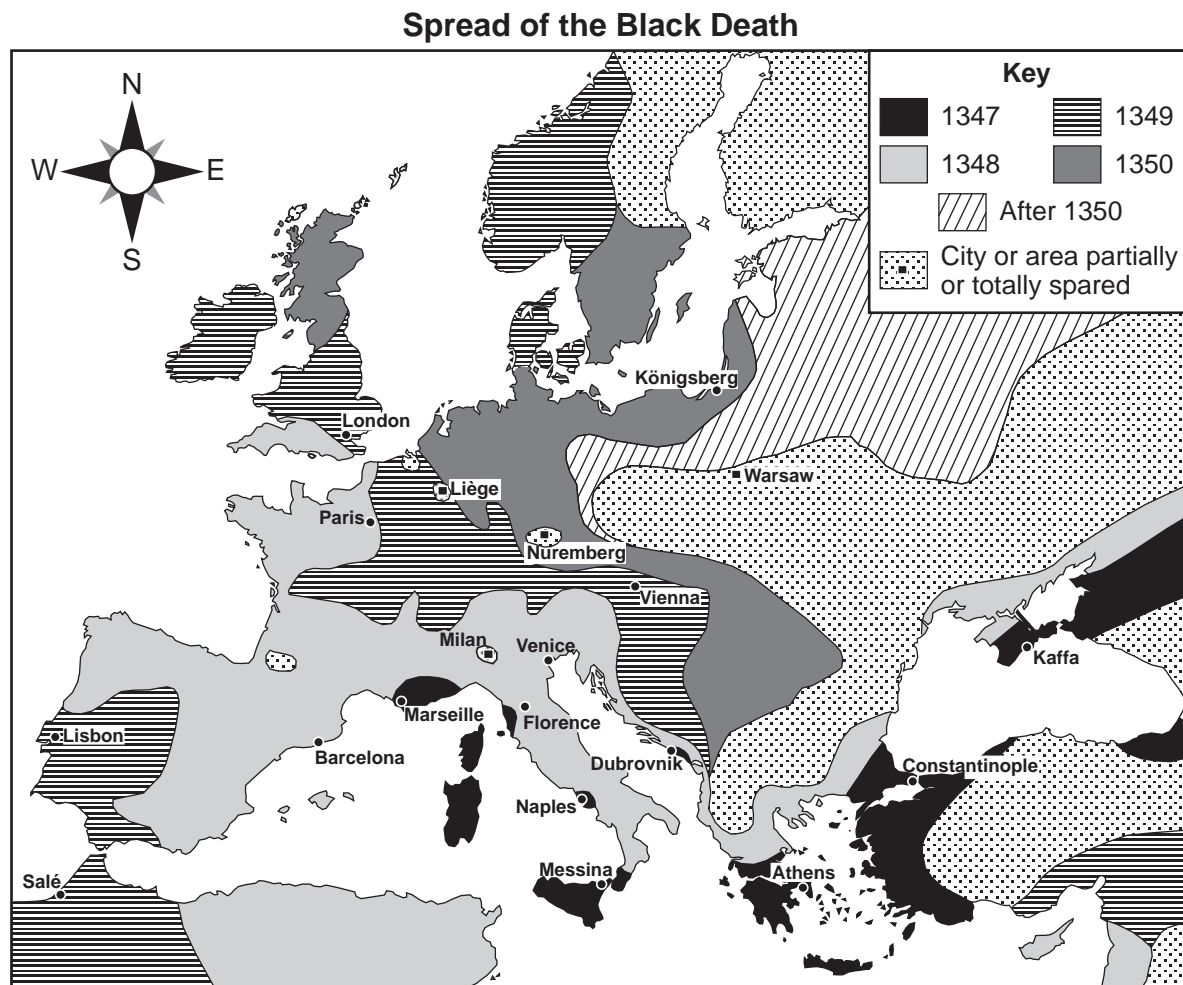 Spread of the Black Death
N
W
E
S
Key
1347
1349
1348
1350
After 1350
City or area partially
or totally spared
Königsberg
London
Liège
Warsaw
Paris
Nuremberg
Vienna
Milan
Venice
Kaffa
Marseille
Florence
Lisbon
Barcelona
Dubrovnik
Constantinople
Naples
Messina
Athens
Salé